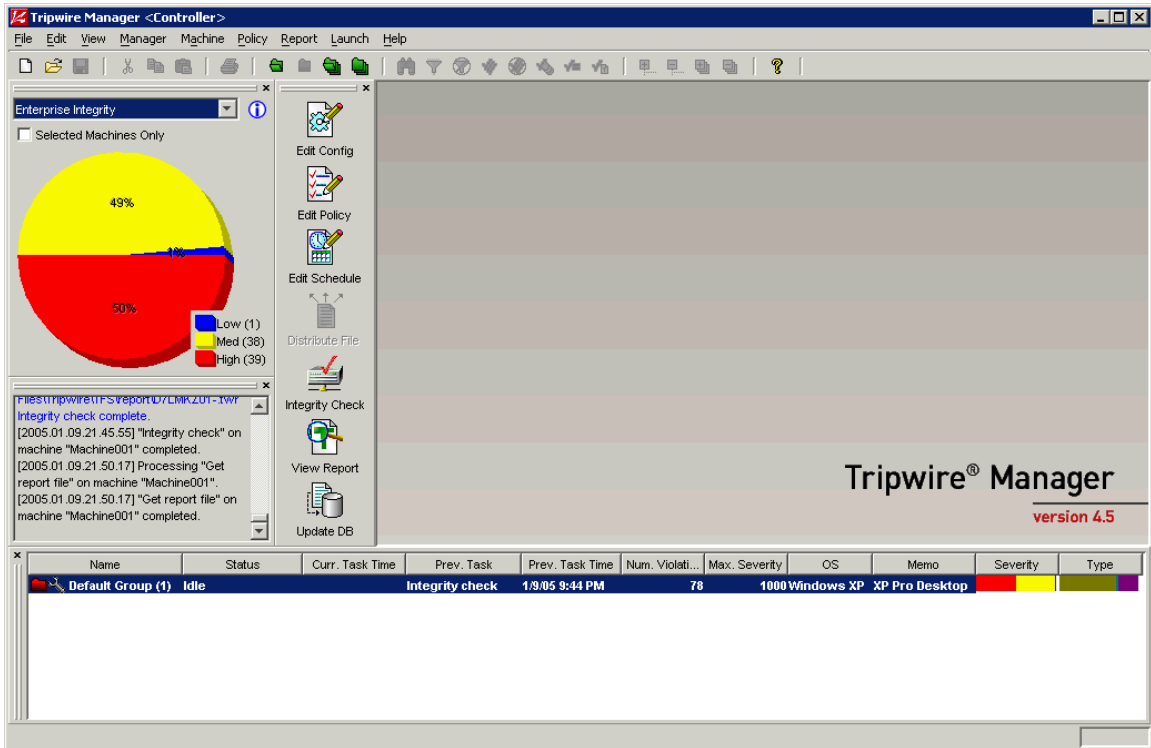 Tripwire Manager <Controller>
File Edit View Manager Machine Policy Report Launch Help
Enterprise Integrity
Selected Machines Only
49%
1%
50%
Low (1)
Med (38)
High (39)
Integrity check complete.
[2005.01.09.21.45.55] "Integrity check" on
machine "Machine001" completed.
[2005.01.09.21.50.17] Processing "Get
report file" on machine "Machine001".
[2005.01.09.21.50.17] "Get report file" on
machine "Machine001" completed.
Edit Config
Edit Policy
Edit Schedule
Distribute File
Integrity Check
View Report
Update DB
Tripwire® Manager
version 4.5
Name Status Curr. Task Time Prev. Task Prev. Task Time Num. Violati... Max. Severity OS Memo Severity Type
Default Group (1) Idle Integrity check 1/9/05 9:44 PM 78 1000 Windows XP XP Pro Desktop